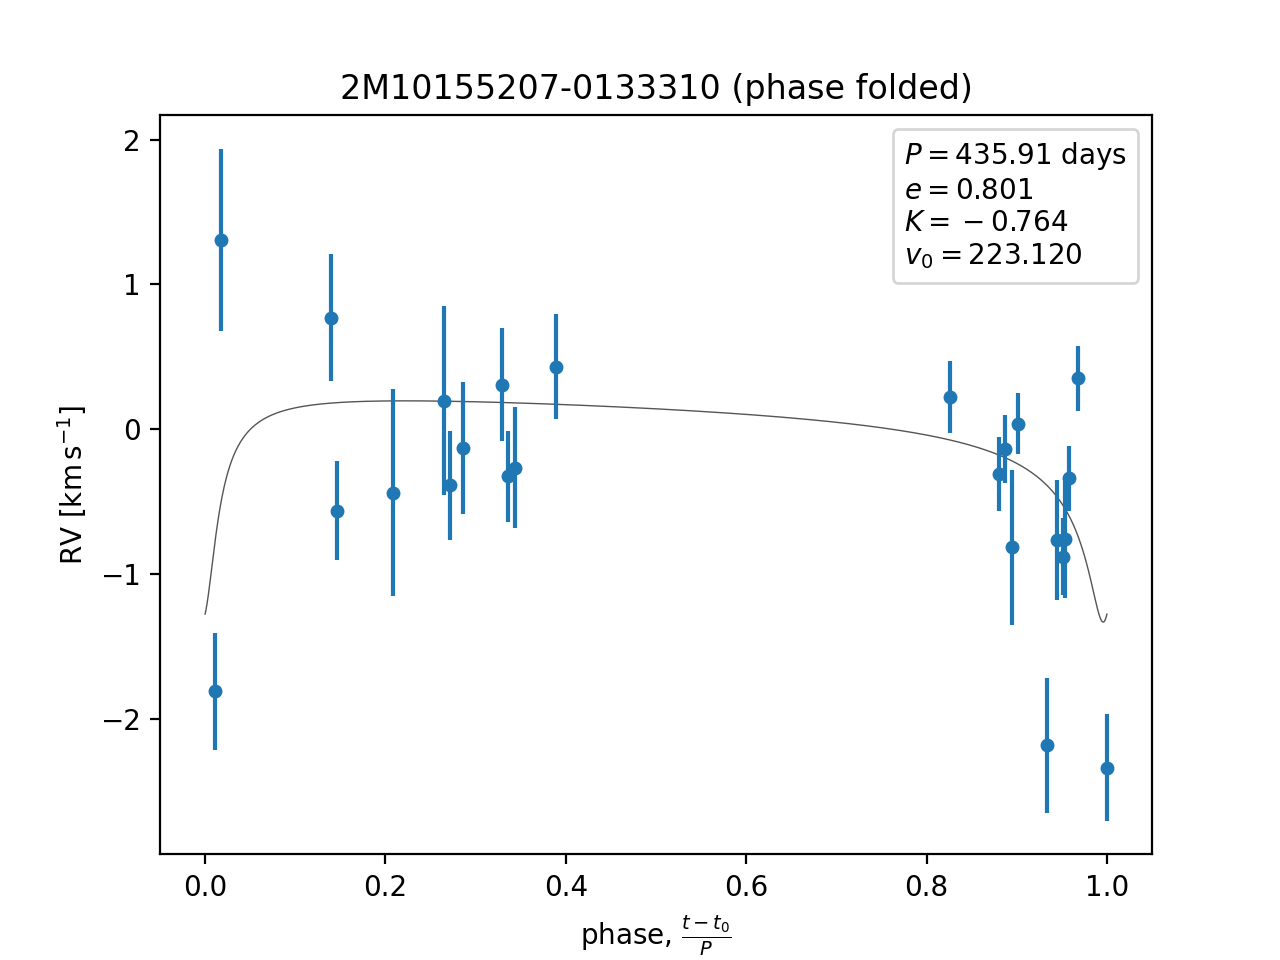 2M10155207-0133310 (phase folded)
P = 435.91 days
e = 0.801
K = −0.764
v₀ = 223.120
RV [km s⁻¹]
2
1
0
−1
−2
0.0 0.2 0.4 0.6 0.8 1.0
phase, (t − t₀)/P